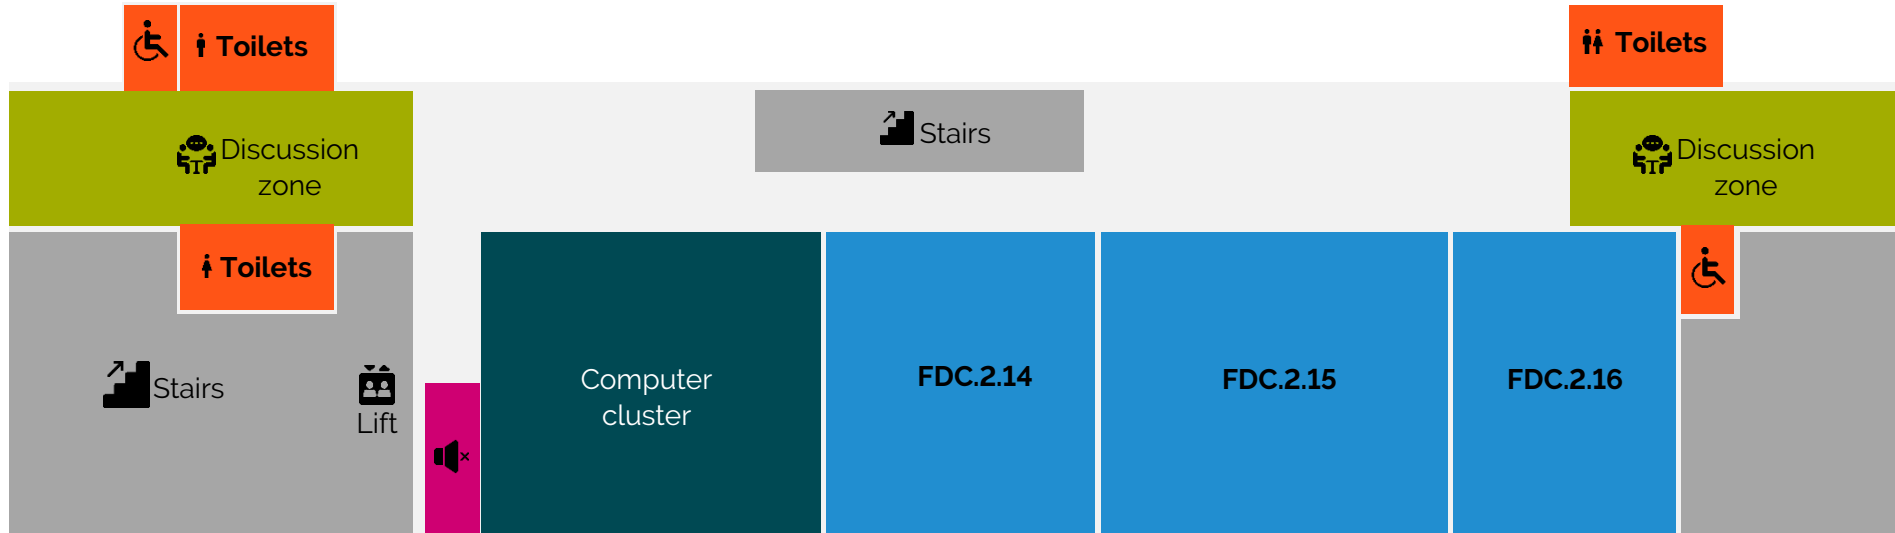 Toilets
Toilets
Stairs
Discussion
zone
Discussion
zone
Toilets
Stairs
Lift
Computer
cluster
FDC.2.14
FDC.2.15
FDC.2.16